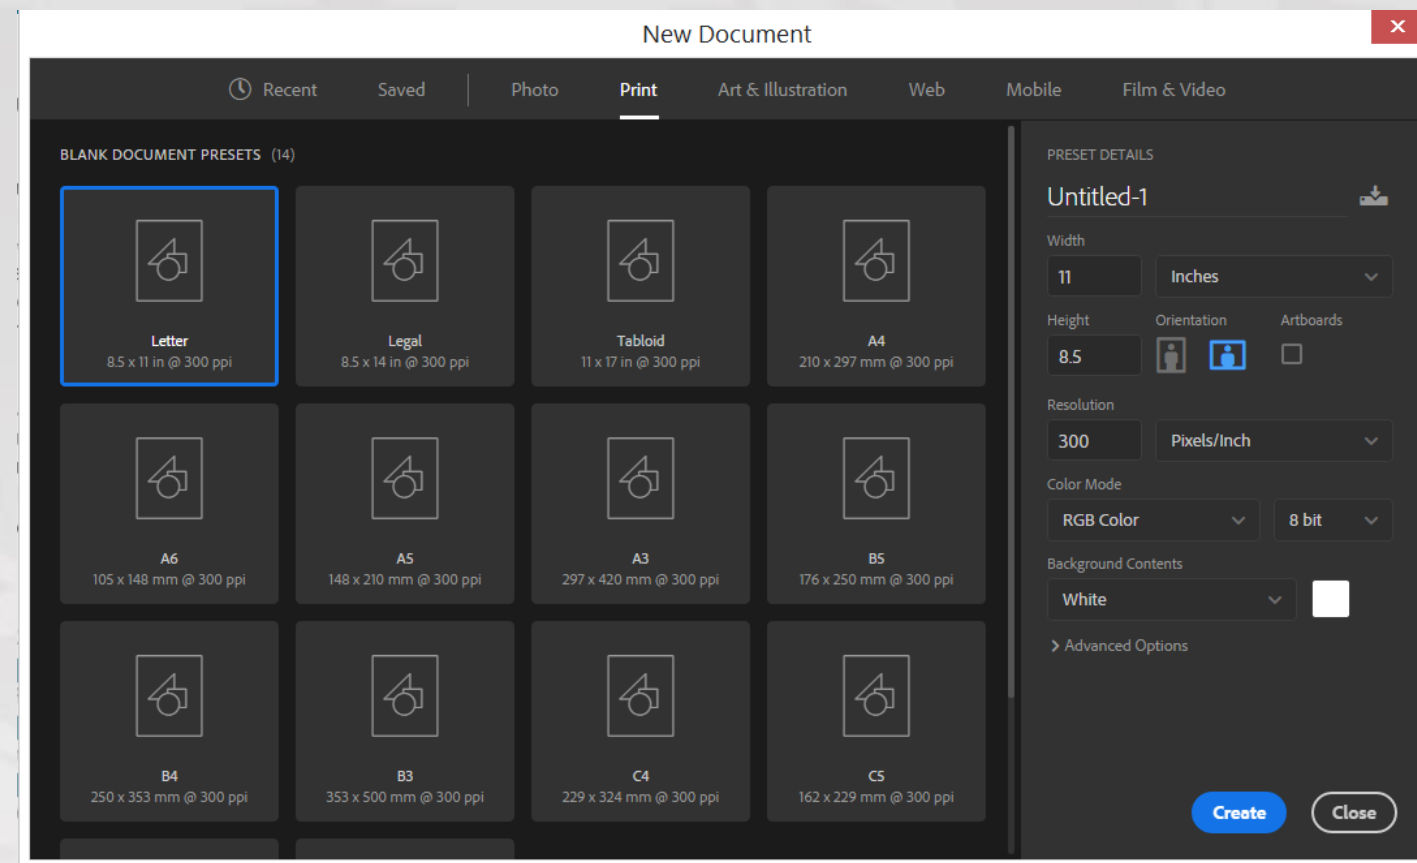 New Document
Recent Saved Photo Print Art & Illustration Web Mobile Film & Video
BLANK DOCUMENT PRESETS (14)
Letter
8.5 x 11 in @ 300 ppi
Legal
8.5 x 14 in @ 300 ppi
Tabloid
11 x 17 in @ 300 ppi
A4
210 x 297 mm @ 300 ppi
A6
105 x 148 mm @ 300 ppi
A5
148 x 210 mm @ 300 ppi
A3
297 x 420 mm @ 300 ppi
B5
176 x 250 mm @ 300 ppi
B4
250 x 353 mm @ 300 ppi
B3
353 x 500 mm @ 300 ppi
C4
229 x 324 mm @ 300 ppi
C5
162 x 229 mm @ 300 ppi
PRESET DETAILS
Untitled-1
Width
11 Inches
Height Orientation Artboards
8.5
Resolution
300 Pixels/Inch
Color Mode
RGB Color 8 bit
Background Contents
White
Advanced Options
Create Close